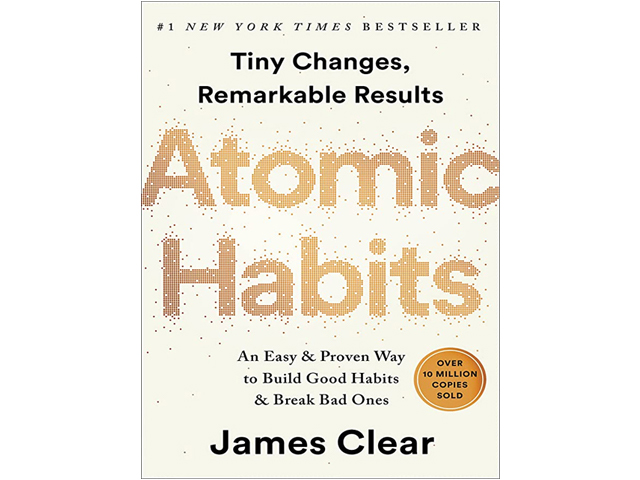 #1 NEW YORK TIMES BESTSELLER
Tiny Changes,
Remarkable Results
Atomic
Habits
An Easy & Proven Way
to Build Good Habits
& Break Bad Ones
OVER
10 MILLION
COPIES
SOLD
James Clear